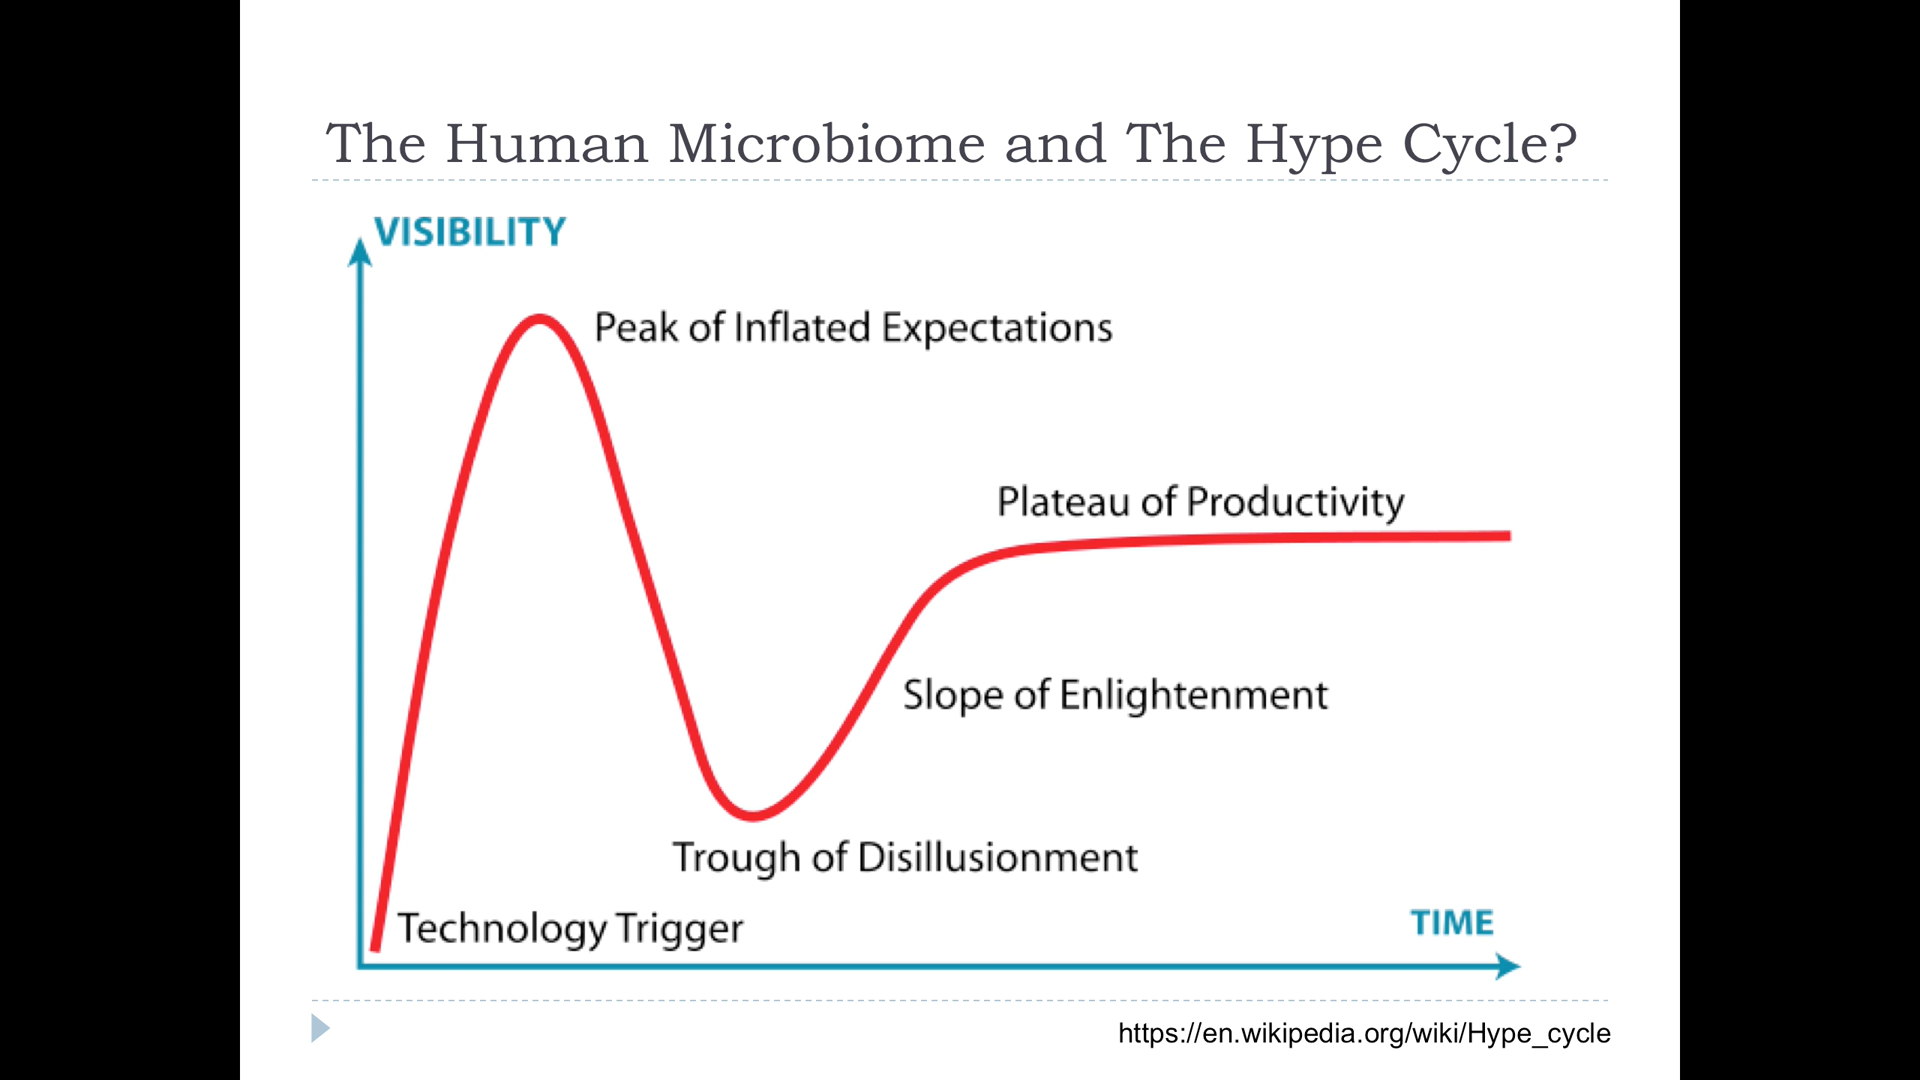 The Human Microbiome and The Hype Cycle?
VISIBILITY
Peak of Inflated Expectations
Plateau of Productivity
Slope of Enlightenment
Trough of Disillusionment
Technology Trigger
TIME
https://en.wikipedia.org/wiki/Hype_cycle